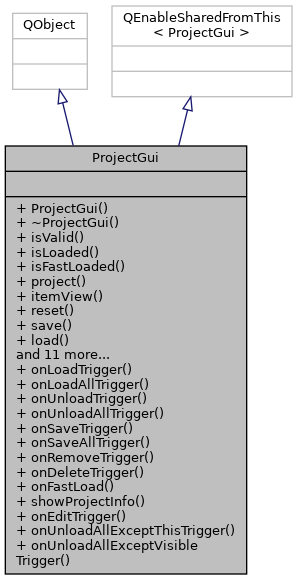 QObject
QEnableSharedFromThis
< ProjectGui >
ProjectGui
+ ProjectGui()
+ ~ProjectGui()
+ isValid()
+ isLoaded()
+ isFastLoaded()
+ project()
+ itemView()
+ reset()
+ save()
+ load()
and 11 more...
+ onLoadTrigger()
+ onLoadAllTrigger()
+ onUnloadTrigger()
+ onUnloadAllTrigger()
+ onSaveTrigger()
+ onSaveAllTrigger()
+ onRemoveTrigger()
+ onDeleteTrigger()
+ onFastLoad()
+ showProjectInfo()
+ onEditTrigger()
+ onUnloadAllExceptThisTrigger()
+ onUnloadAllExceptVisible
Trigger()